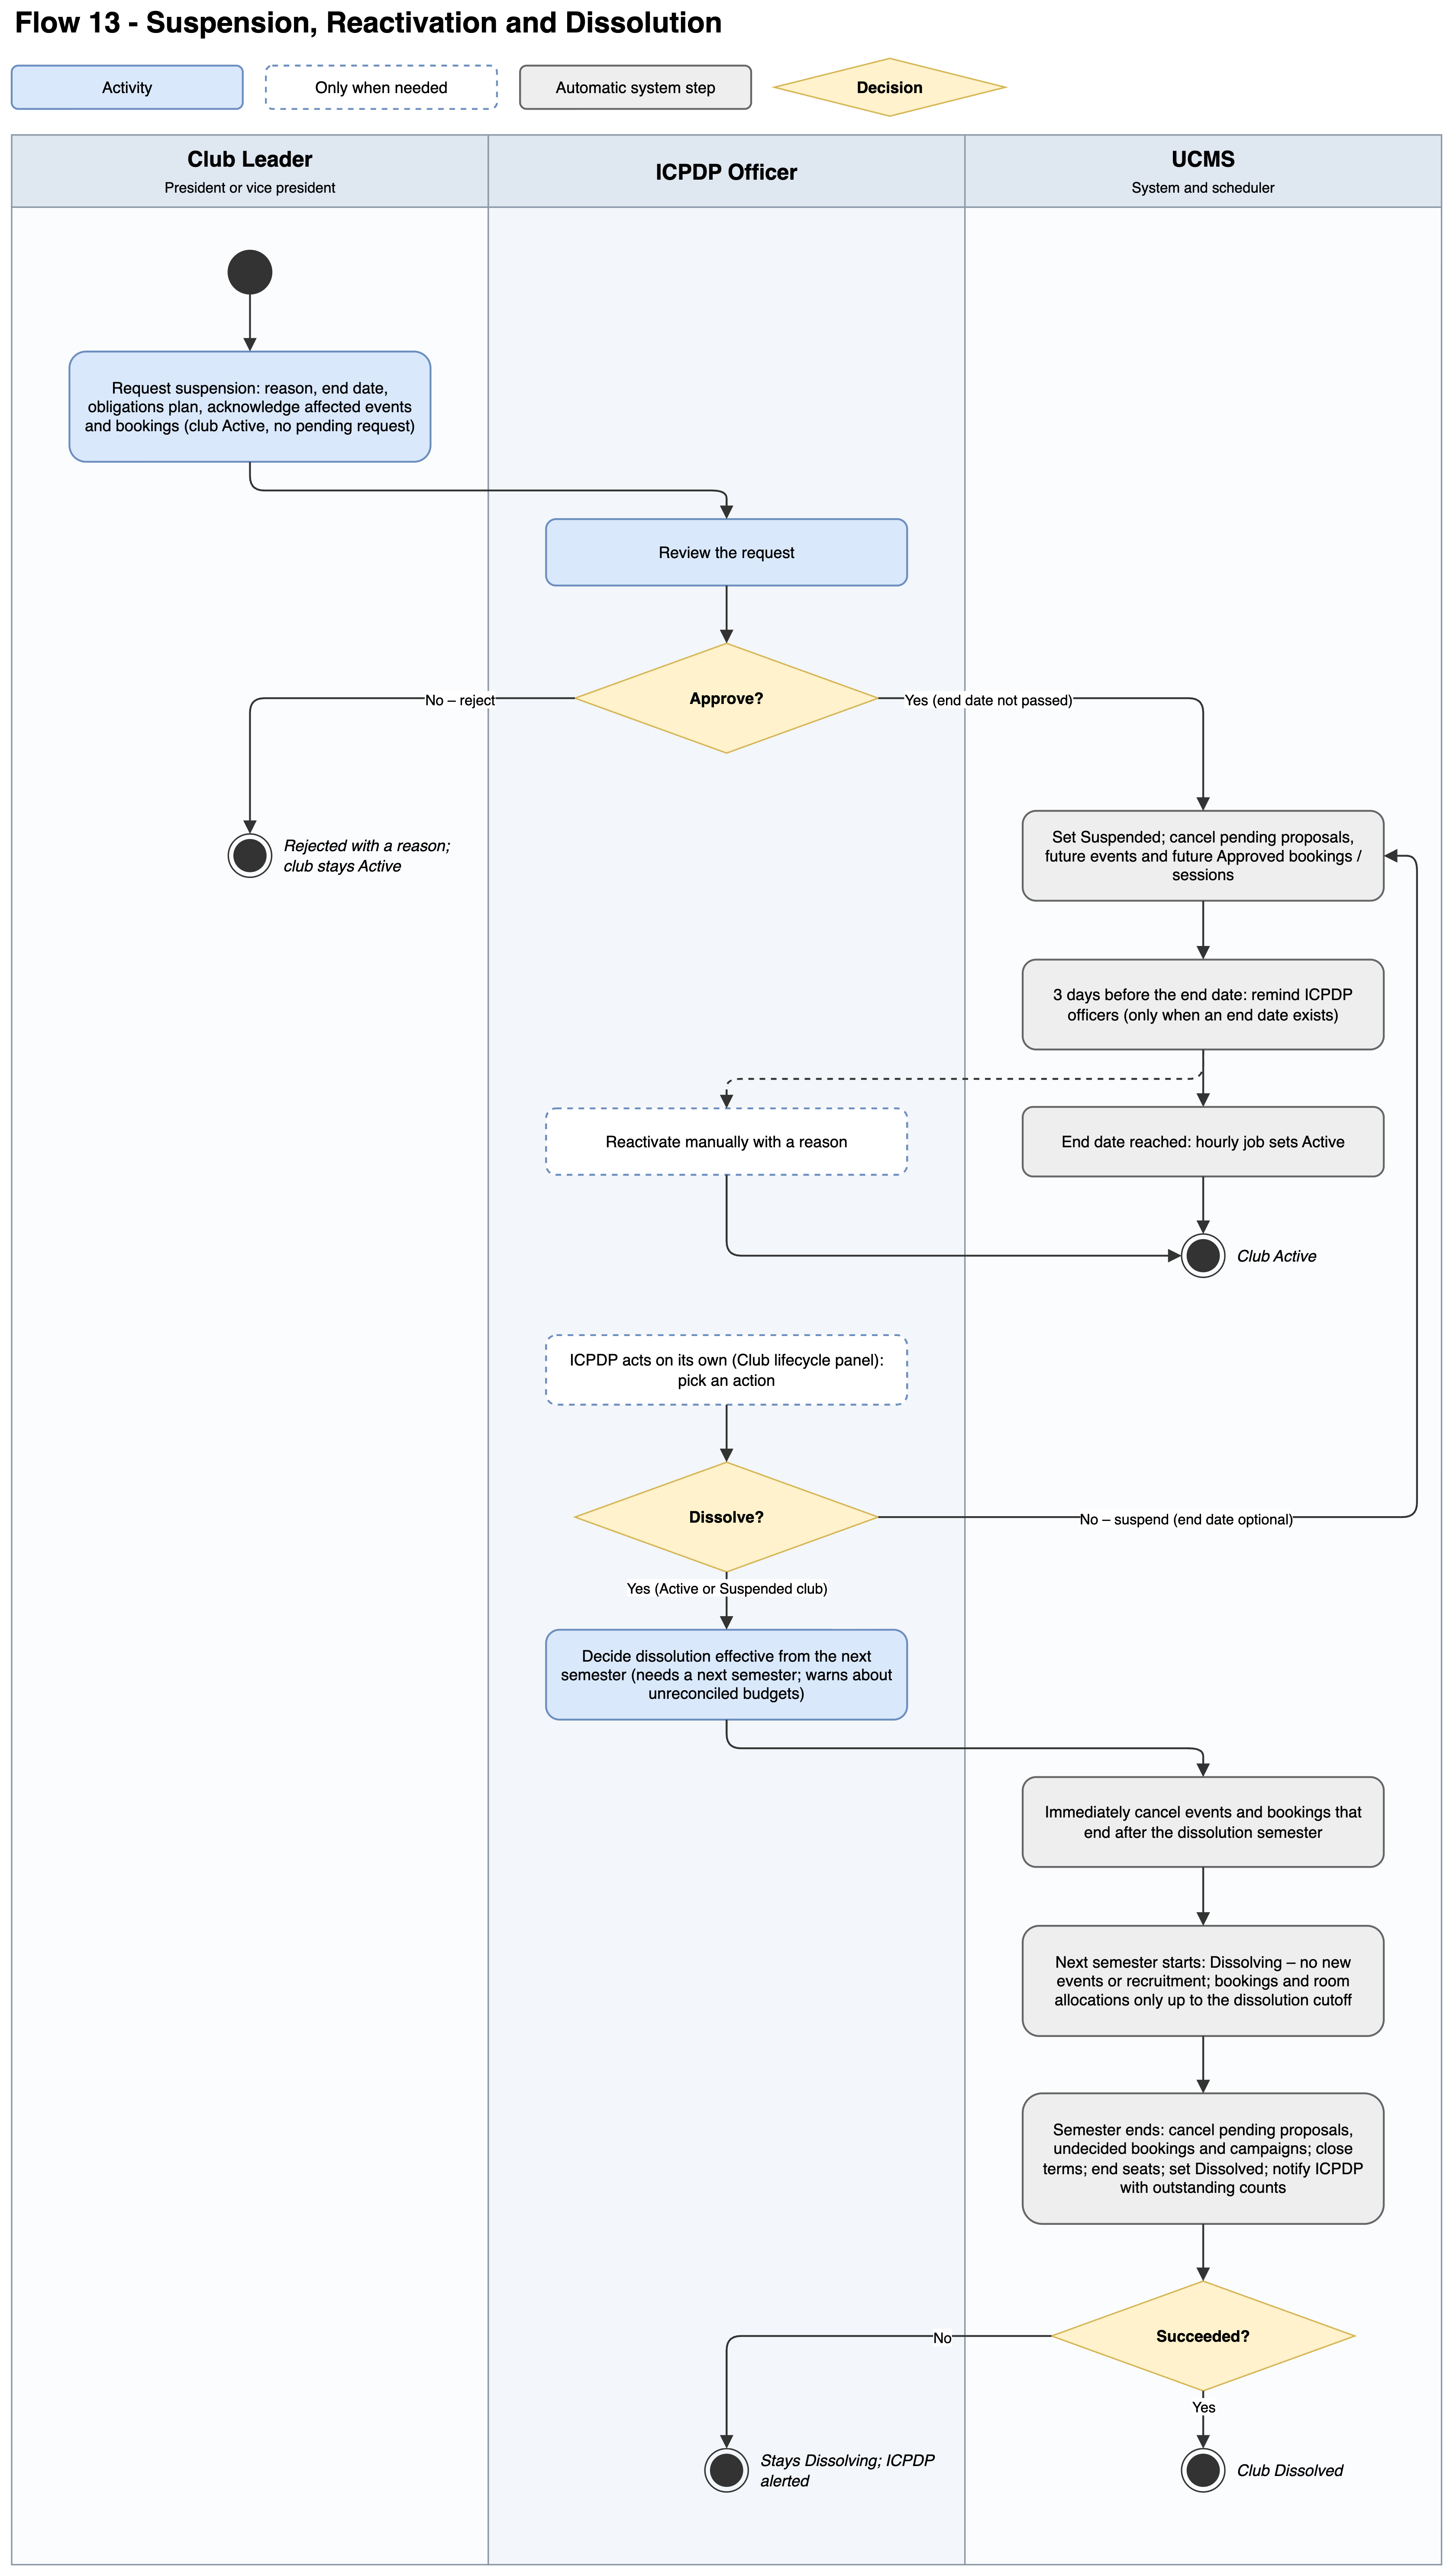 Flow 13 - Suspension, Reactivation and Dissolution
Activity
Only when needed
Automatic system step
Decision
Club Leader
President or vice president
ICPDP Officer
UCMS
System and scheduler
Request suspension: reason, end date,
obligations plan, acknowledge affected events
and bookings (club Active, no pending request)
Review the request
Approve?
No – reject
Yes (end date not passed)
Rejected with a reason;
club stays Active
Set Suspended; cancel pending proposals,
future events and future Approved bookings /
sessions
3 days before the end date: remind ICPDP
officers (only when an end date exists)
Reactivate manually with a reason
End date reached: hourly job sets Active
Club Active
ICPDP acts on its own (Club lifecycle panel):
pick an action
Dissolve?
No – suspend (end date optional)
Yes (Active or Suspended club)
Decide dissolution effective from the next
semester (needs a next semester; warns about
unreconciled budgets)
Immediately cancel events and bookings that
end after the dissolution semester
Next semester starts: Dissolving – no new
events or recruitment; bookings and room
allocations only up to the dissolution cutoff
Semester ends: cancel pending proposals,
undecided bookings and campaigns; close
terms; end seats; set Dissolved; notify ICPDP
with outstanding counts
Succeeded?
No
Yes
Stays Dissolving; ICPDP
alerted
Club Dissolved